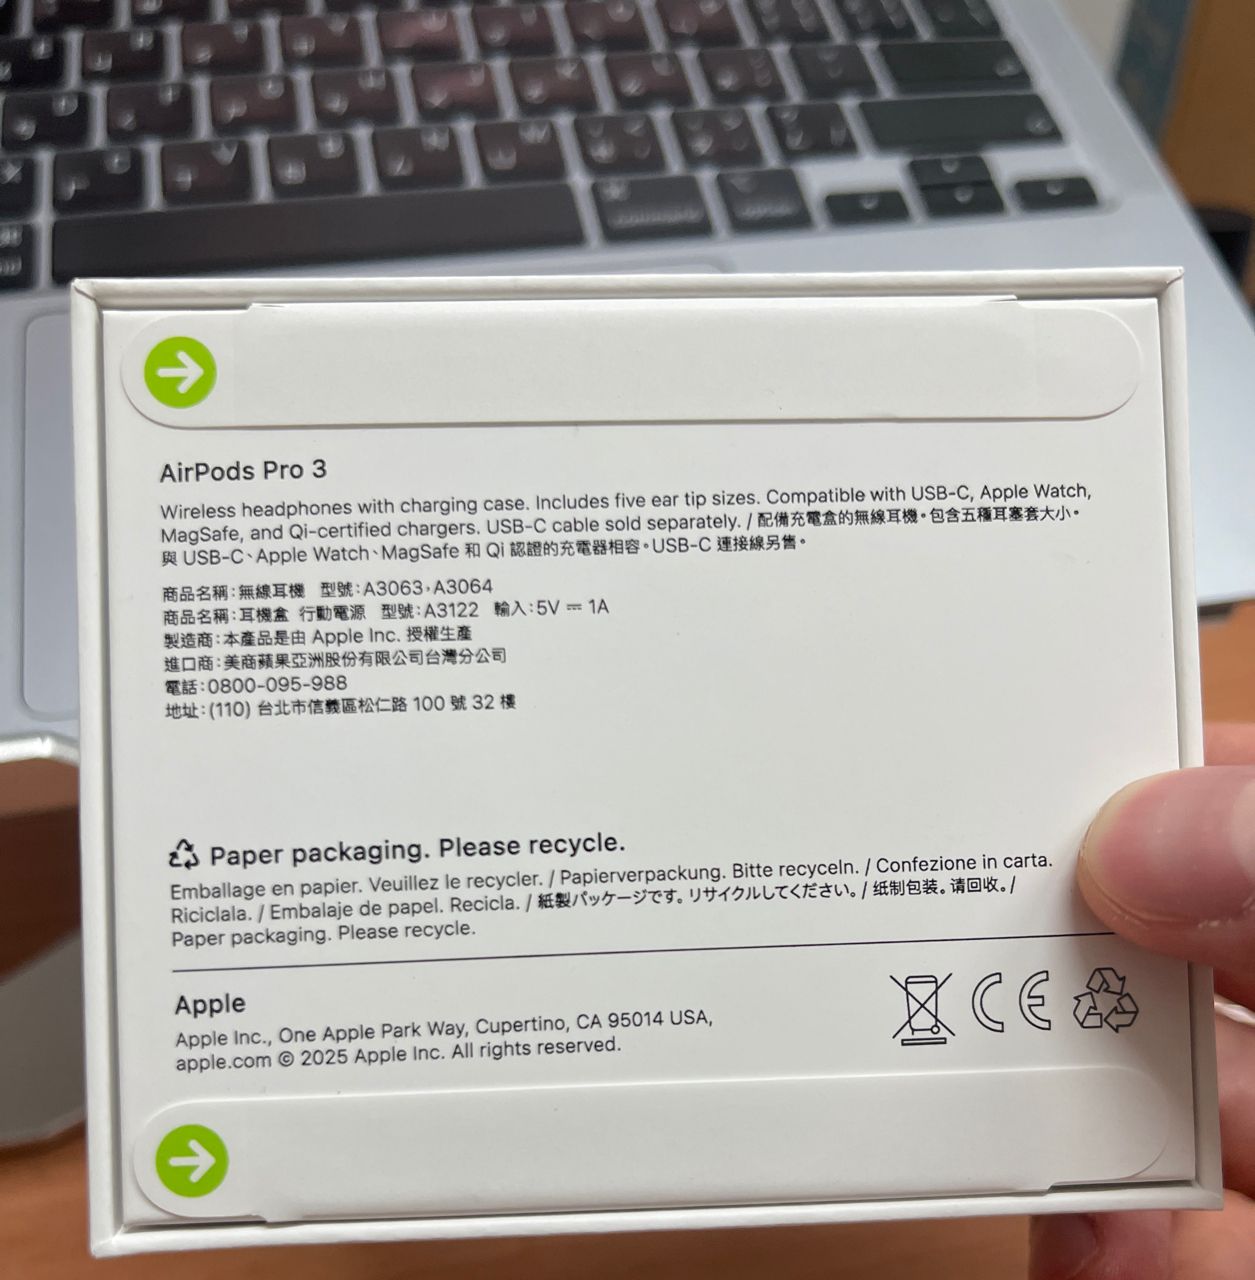 AirPods Pro 3
Wireless headphones with charging case. Includes five ear tip sizes. Compatible with USB-C, Apple Watch,
MagSafe, and Qi-certified chargers. USB-C cable sold separately. / 配備充電盒的無線耳機。包含五種耳塞套大小。
與 USB-C、Apple Watch、MagSafe 和 Qi 認證的充電器相容。USB-C 連接線另售。
商品名稱：無線耳機 型號：A3063，A3064
商品名稱：耳機盒 行動電源 型號：A3122 輸入：5V ⎓ 1A
製造商：本產品是由 Apple Inc. 授權生產
進口商：美商蘋果亞洲股份有限公司台灣分公司
電話：0800-095-988
地址：(110) 台北市信義區松仁路 100 號 32 樓
Paper packaging. Please recycle.
Emballage en papier. Veuillez le recycler. / Papierverpackung. Bitte recyceln. / Confezione in carta.
Riciclala. / Embalaje de papel. Recicla. / 紙製パッケージです。リサイクルしてください。/ 纸制包装。请回收。/
Paper packaging. Please recycle.
Apple
Apple Inc., One Apple Park Way, Cupertino, CA 95014 USA,
apple.com © 2025 Apple Inc. All rights reserved.
CE